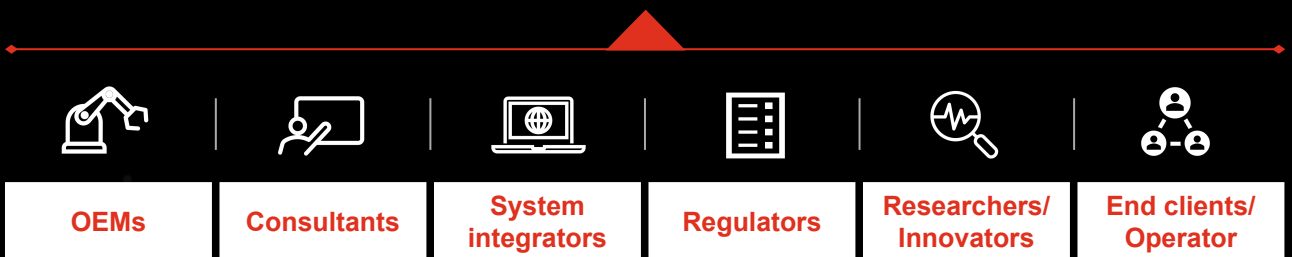 OEMs
Consultants
System
integrators
Regulators
Researchers/
Innovators
End clients/
Operator